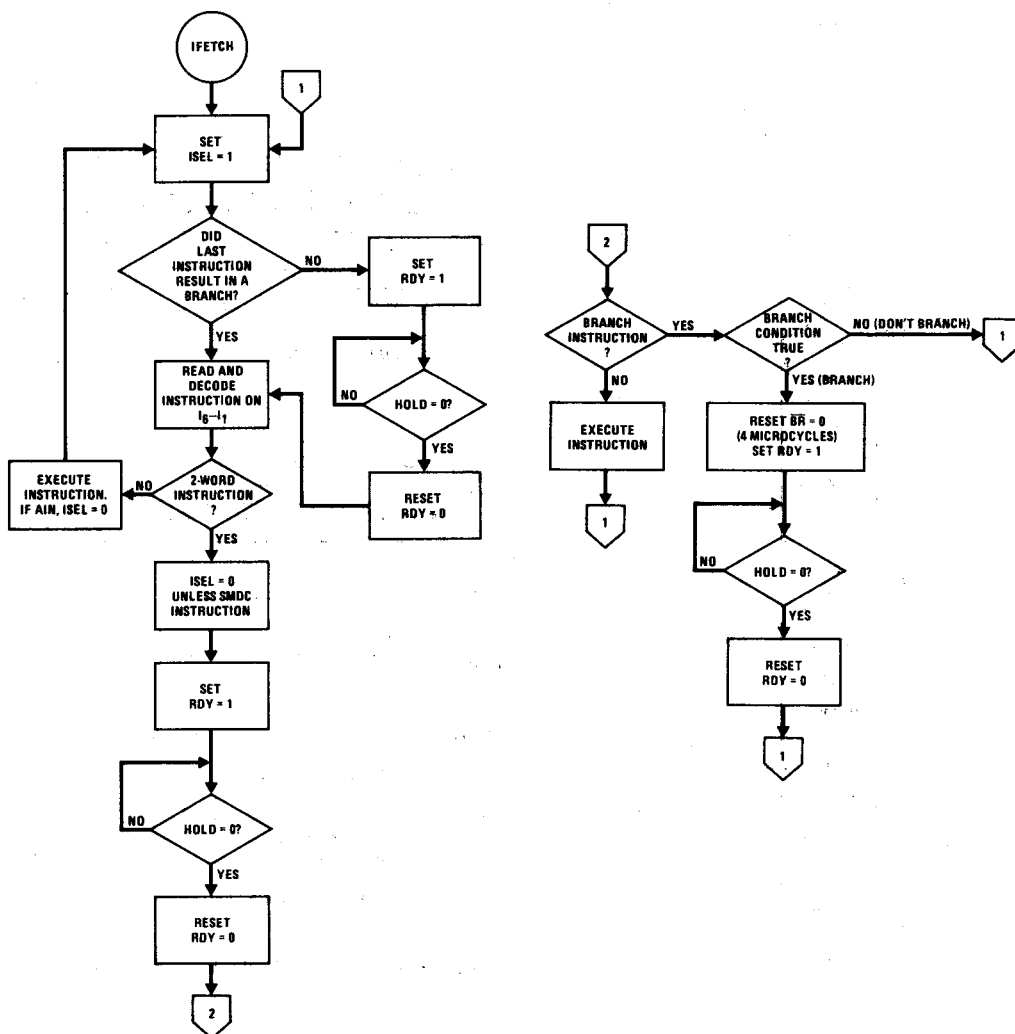 IFETCH
1
SET
ISEL = 1
DID
LAST
INSTRUCTION
RESULT IN A
BRANCH?
NO
SET
RDY = 1
YES
NO
HOLD = 0?
YES
RESET
RDY = 0
READ AND
DECODE
INSTRUCTION ON
I6–I1
2-WORD
INSTRUCTION
?
NO
EXECUTE
INSTRUCTION.
IF AIN, ISEL = 0
YES
ISEL = 0
UNLESS SMDC
INSTRUCTION
SET
RDY = 1
NO
HOLD = 0?
YES
RESET
RDY = 0
2
2
BRANCH
INSTRUCTION
?
YES
NO
EXECUTE
INSTRUCTION
1
BRANCH
CONDITION
TRUE
?
NO (DON'T BRANCH)
1
YES (BRANCH)
RESET B̅R̅ = 0
(4 MICROCYCLES)
SET RDY = 1
NO
HOLD = 0?
YES
RESET
RDY = 0
1